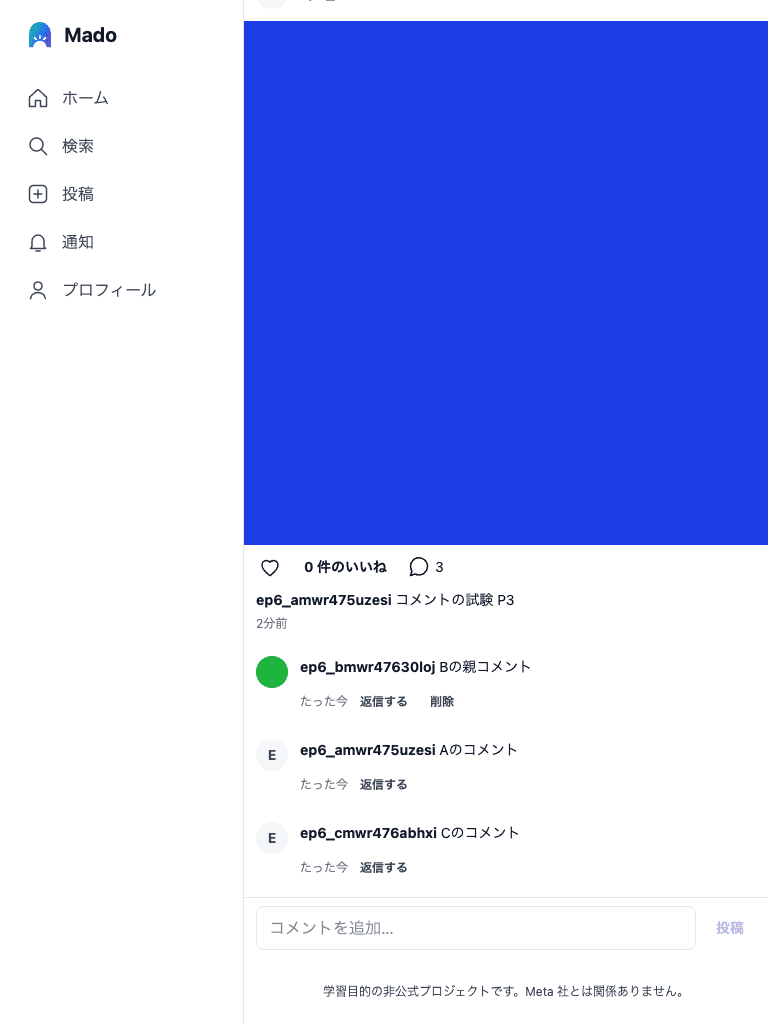 Mado
ホーム
検索
投稿
通知
プロフィール
0 件のいいね 3
ep6_amwr475uzesi コメントの試験 P3
2分前
ep6_bmwr47630loj Bの親コメント
たった今 返信する 削除
E ep6_amwr475uzesi Aのコメント
たった今 返信する
E ep6_cmwr476abhxi Cのコメント
たった今 返信する
コメントを追加... 投稿
学習目的の非公式プロジェクトです。Meta 社とは関係ありません。